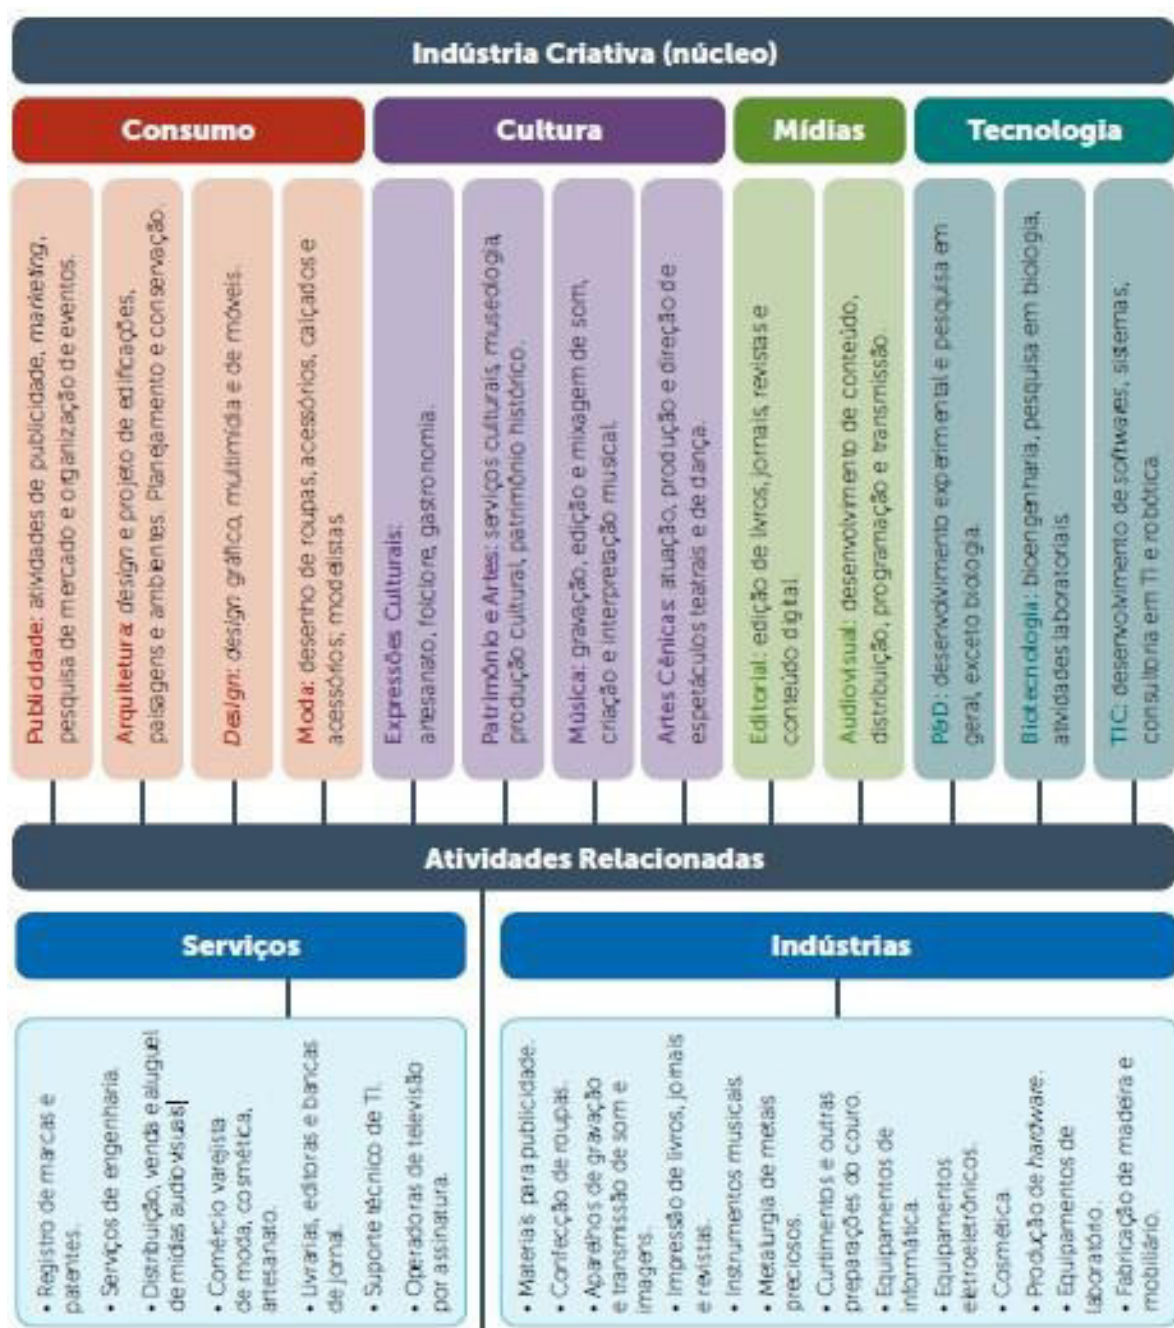 Indústria Criativa (núcleo)
Consumo
Cultura
Mídias
Tecnologia
Publicidade: atividades de publicidade, marketing,
pesquisa de mercado e organização de eventos.
Arquitetura: design e projeto de edificações,
paisagens e ambientes. Planejamento e conservação.
Design: design gráfico, multimídia e de móveis.
Moda: desenho de roupas, acessórios, calçados e
acessórios, modelistas.
Expressões Culturais:
artesanato, folclore, gastronomia.
Patrimônio e Artes: serviços culturais, museologia,
produção cultural, patrimônio histórico.
Música: gravação, edição e mixagem de som,
criação e interpretação musical.
Artes Cênicas: atuação, produção e direção de
espetáculos teatrais e de dança.
Editorial: edição de livros, jornais, revistas e
conteúdo digital.
Audiovisual: desenvolvimento de conteúdo,
distribuição, programação e transmissão.
P&D: desenvolvimento experimental e pesquisa em
geral, exceto biologia.
Biotecnologia: bioengenharia, pesquisa em biologia,
atividades laboratoriais.
TIC: desenvolvimento de softwares, sistemas,
consultoria em TI e robótica.
Atividades Relacionadas
Serviços
• Registro de marcas e
patentes.
• Serviços de engenharia.
• Distribuição, venda e aluguel
de mídias audiovisuais
• Comércio varejista
de moda, cosmética,
artesanato.
• Livrarias, editoras e bancas
de jornal.
• Suporte técnico de TI.
• Operadoras de televisão
por assinatura.
Indústrias
• Materiais para publicidade.
• Confecção de roupas.
• Aparelhos de gravação
e transmissão de som e
imagens.
• Impressão de livros, jornais
e revistas.
• Instrumentos musicais.
• Metalurgia de metais
preciosos.
• Curtimentos e outras
preparações do couro.
• Equipamentos de
informática.
• Equipamentos
eletroeletrônicos.
• Cosmética.
• Produção de hardware.
• Equipamentos de
laboratório.
• Fabricação de madeira e
mobiliário.